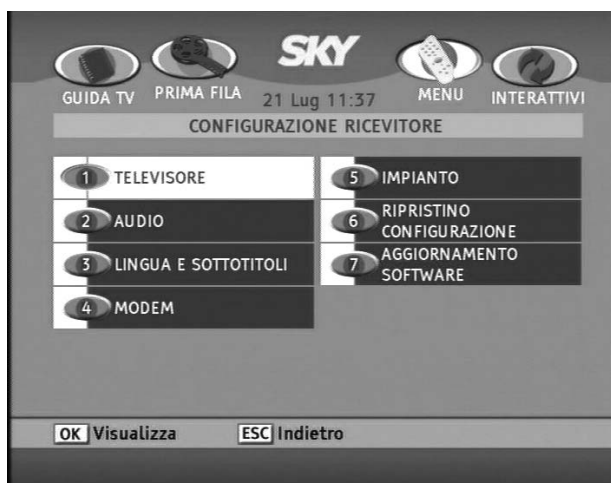 SKY
GUIDA TV
PRIMA FILA
21 Lug 11:37
MENU
INTERATTIVI
CONFIGURAZIONE RICEVITORE
1 TELEVISORE
2 AUDIO
3 LINGUA E SOTTOTITOLI
4 MODEM
5 IMPIANTO
6 RIPRISTINO
CONFIGURAZIONE
7 AGGIORNAMENTO
SOFTWARE
OK Visualizza
ESC Indietro